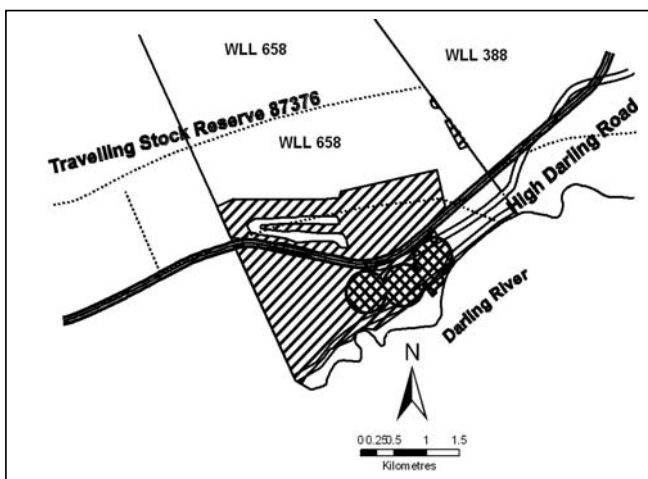 WLL 658
WLL 388
Travelling Stock Reserve 87376
WLL 658
High Darling Road
Darling River
N
0 0.25 0.5 1 1.5
Kilometres